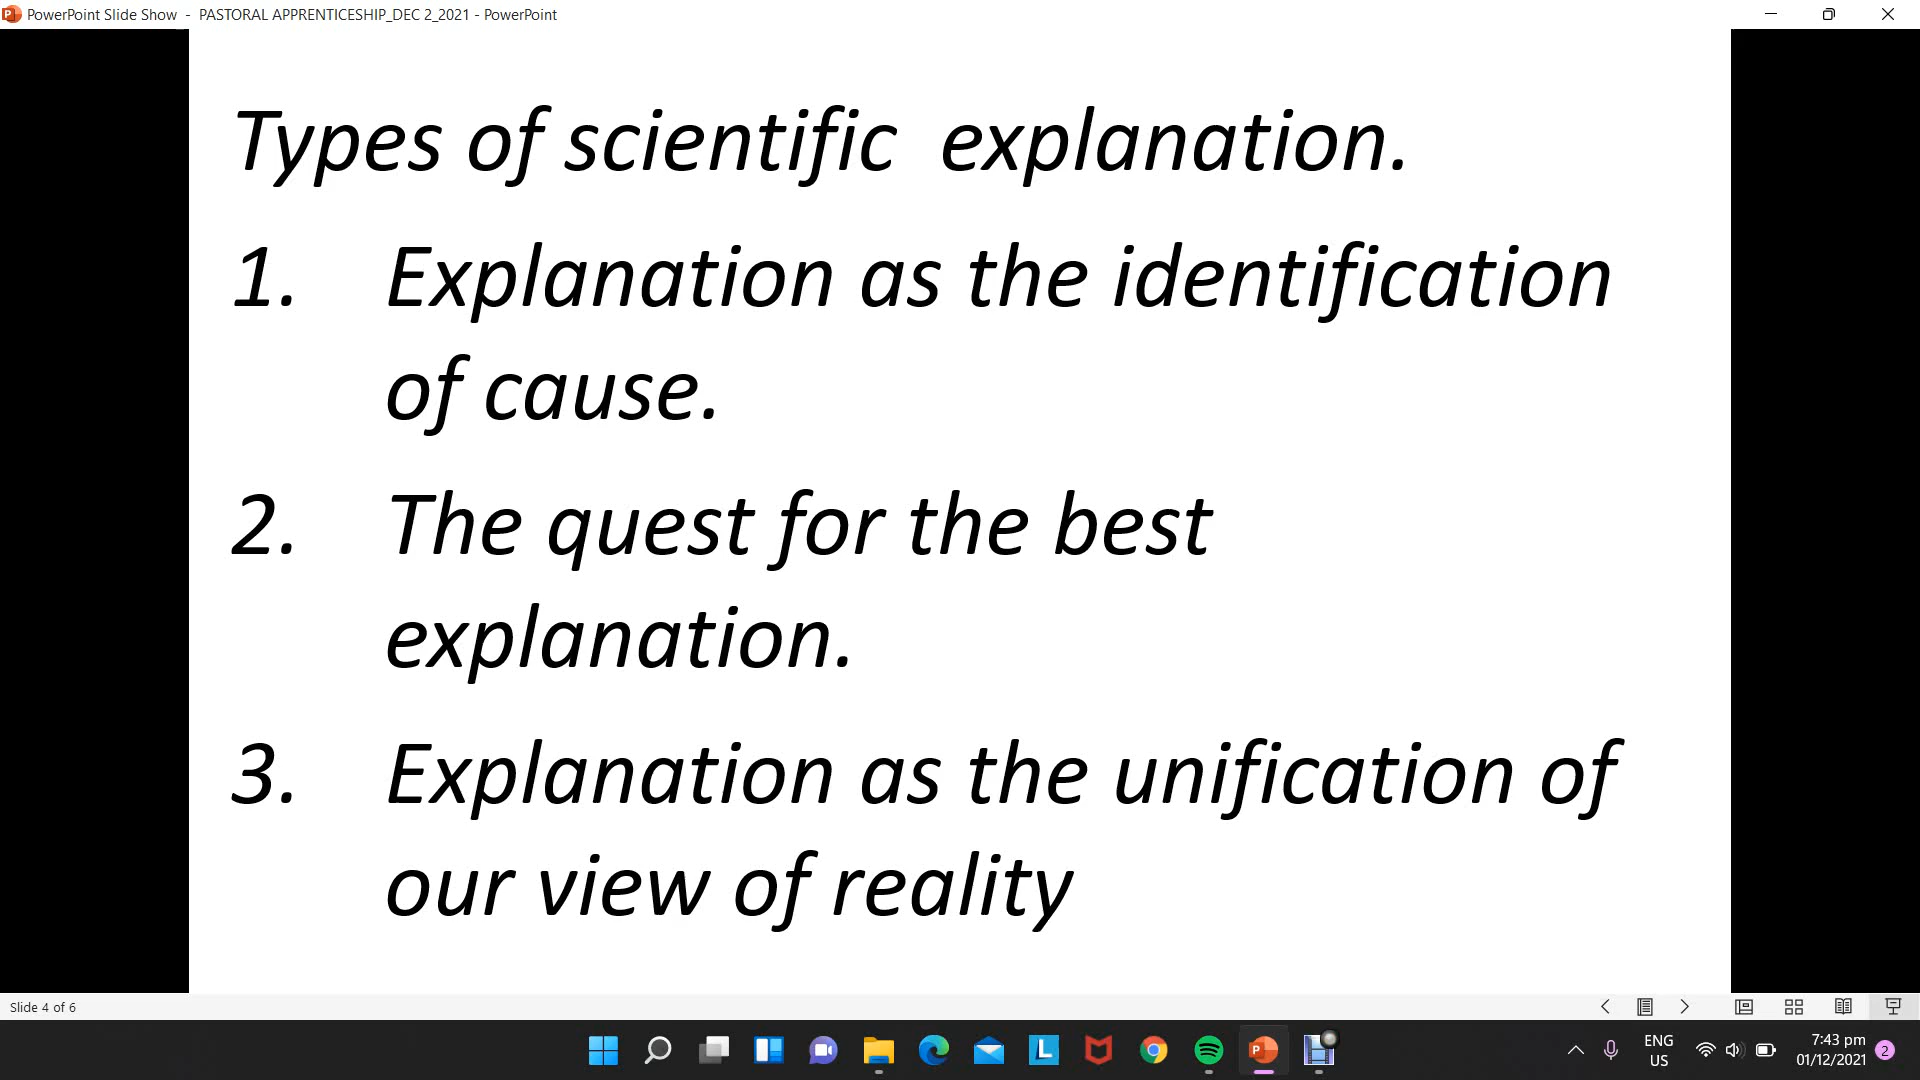 PowerPoint Slide Show - PASTORAL APPRENTICESHIP_DEC 2_2021 - PowerPoint
Types of scientific explanation.
1. Explanation as the identification
of cause.
2. The quest for the best
explanation.
3. Explanation as the unification of
our view of reality
Slide 4 of 6
ENG
US
7:43 pm
01/12/2021
2